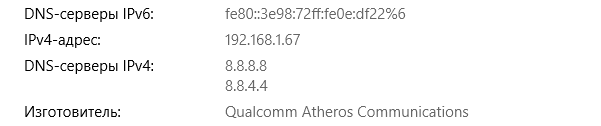 DNS-серверы IPv6: fe80::3e98:72ff:fe0e:df22%6
IPv4-адрес: 192.168.1.67
DNS-серверы IPv4: 8.8.8.8
8.8.4.4
Изготовитель: Qualcomm Atheros Communications